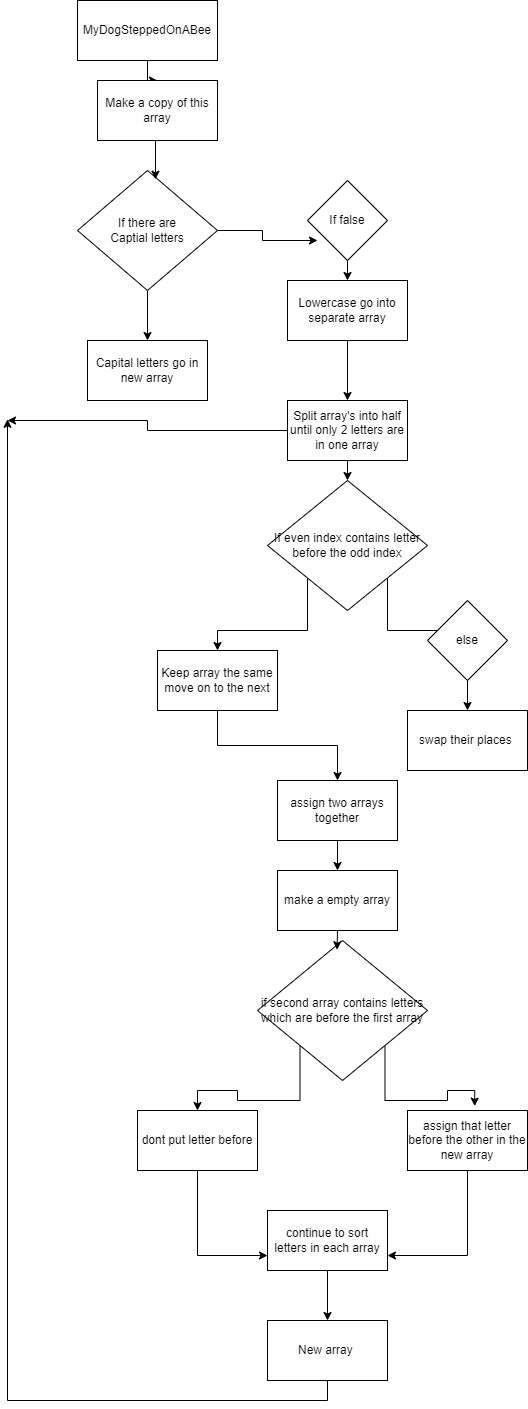 MyDogSteppedOnABee
Make a copy of this
array
If there are
Captial letters
If false
Lowercase go into
separate array
Capital letters go in
new array
Split array's into half
until only 2 letters are
in one array
If even index contains letter
before the odd index
else
Keep array the same
move on to the next
swap their places
assign two arrays
together
make a empty array
if second array contains letters
which are before the first array
dont put letter before
assign that letter
before the other in the
new array
continue to sort
letters in each array
New array